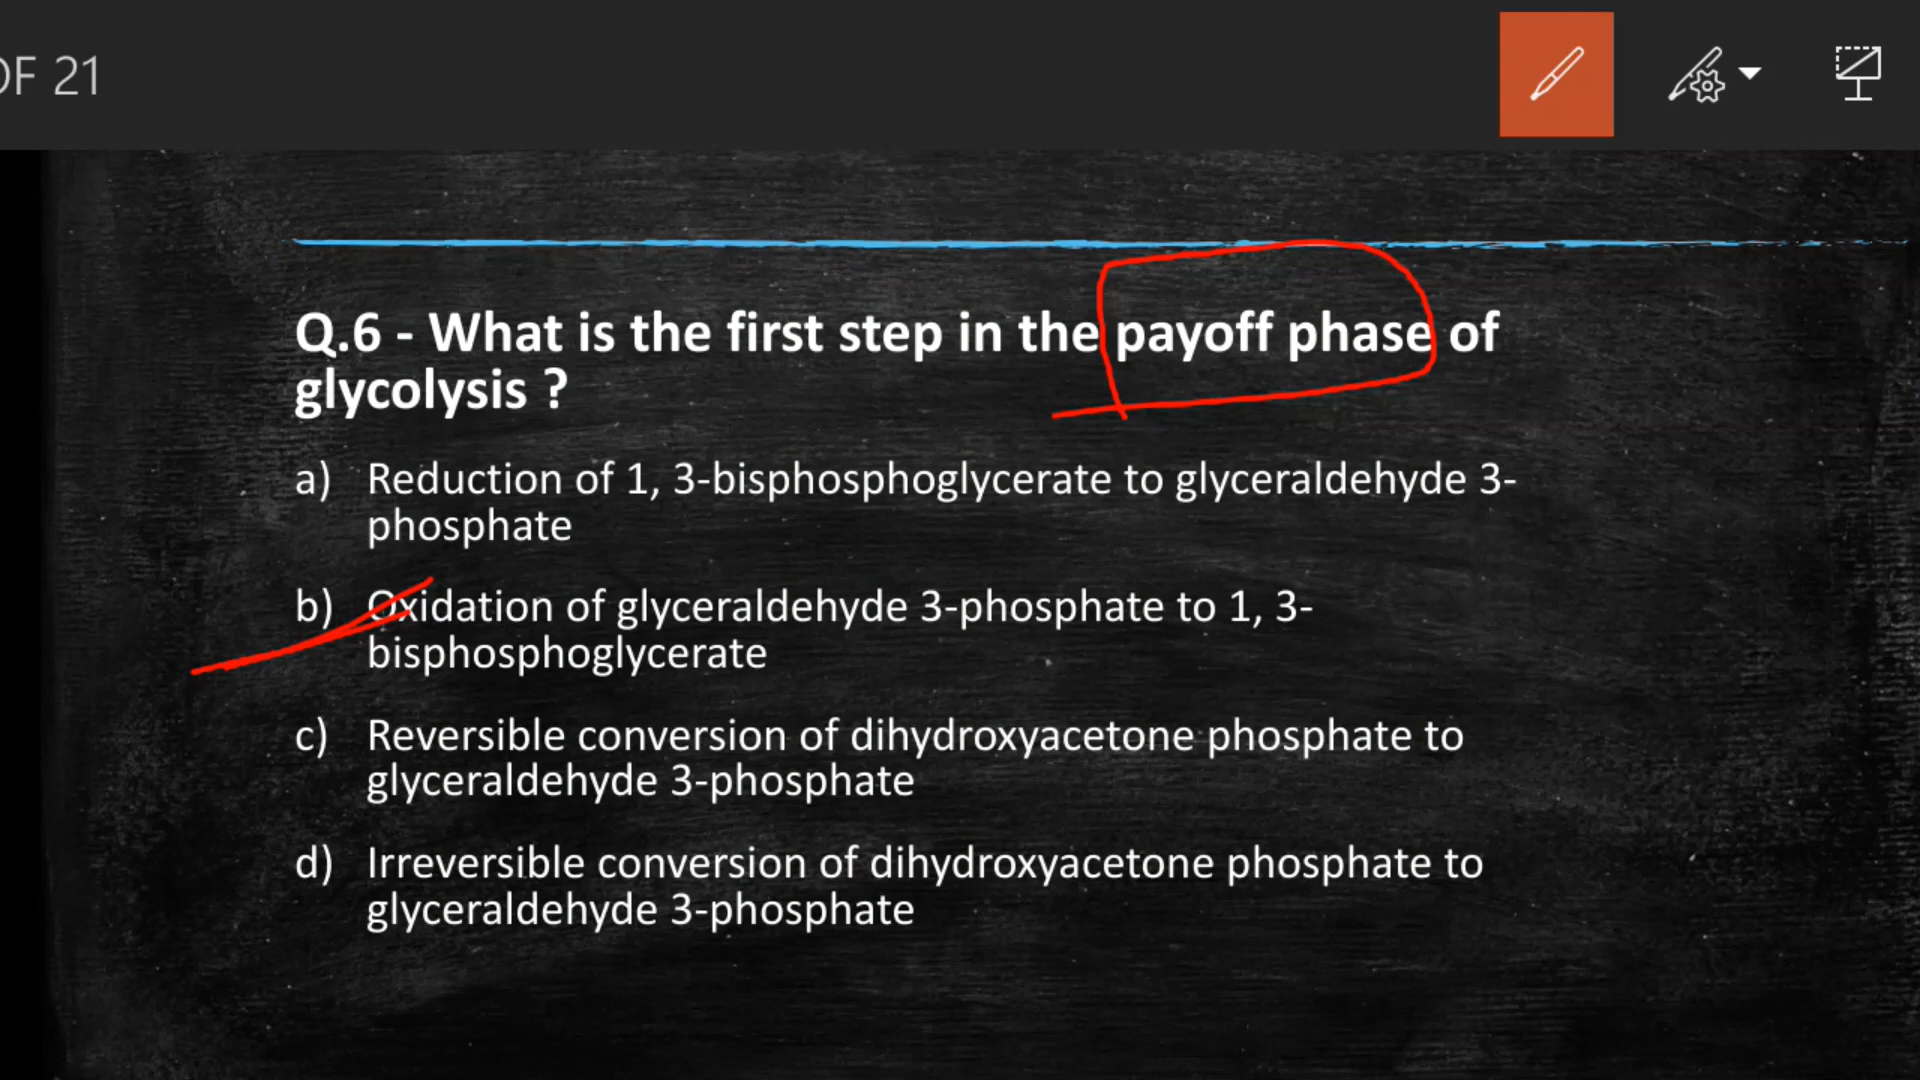 OF 21
Q.6 - What is the first step in the payoff phase of
glycolysis ?
a) Reduction of 1, 3-bisphosphoglycerate to glyceraldehyde 3-
phosphate
b) Oxidation of glyceraldehyde 3-phosphate to 1, 3-
bisphosphoglycerate
c) Reversible conversion of dihydroxyacetone phosphate to
glyceraldehyde 3-phosphate
d) Irreversible conversion of dihydroxyacetone phosphate to
glyceraldehyde 3-phosphate